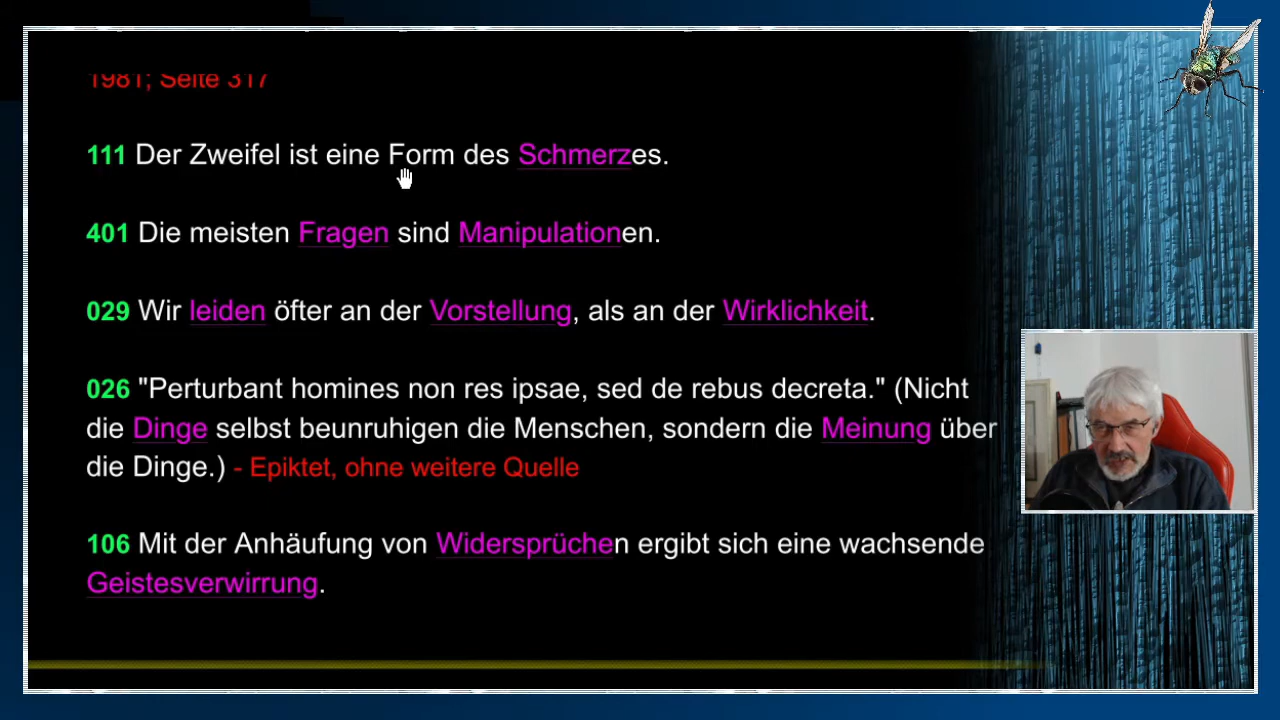 1981; Seite 317
111 Der Zweifel ist eine Form des Schmerzes.
401 Die meisten Fragen sind Manipulationen.
029 Wir leiden öfter an der Vorstellung, als an der Wirklichkeit.
026 "Perturbant homines non res ipsae, sed de rebus decreta." (Nicht
die Dinge selbst beunruhigen die Menschen, sondern die Meinung über
die Dinge.) - Epiktet, ohne weitere Quelle
106 Mit der Anhäufung von Widersprüchen ergibt sich eine wachsende
Geistesverwirrung.